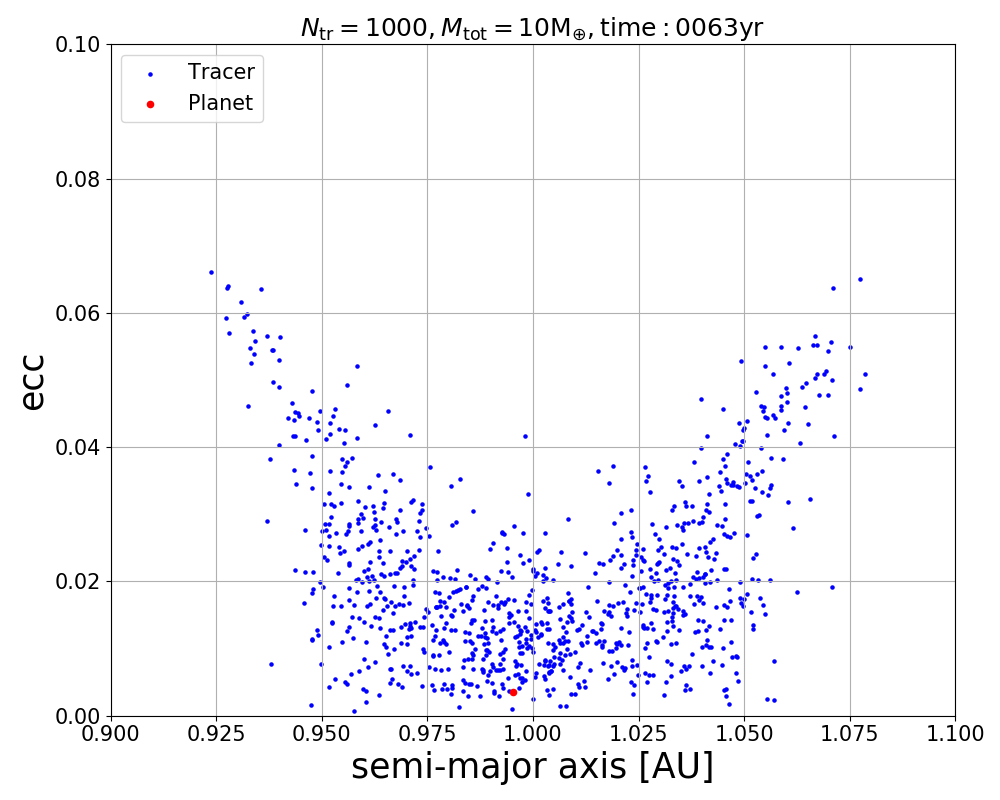 N_tr = 1000, M_tot = 10M_⊕, time : 0063yr
Tracer
Planet
ecc
0.10
0.08
0.06
0.04
0.02
0.00
0.900 0.925 0.950 0.975 1.000 1.025 1.050 1.075 1.100
semi-major axis [AU]